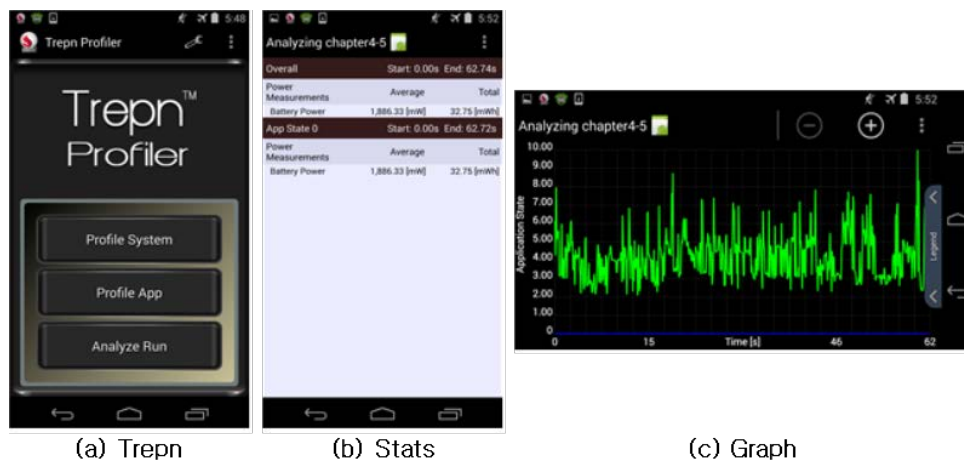 5:48
Trepn Profiler
Trepn™
Profiler
Profile System
Profile App
Analyze Run
(a) Trepn
5:52
Analyzing chapter4-5
Overall Start: 0.00s End: 62.74s
Power Measurements Average Total
Battery Power 1,886.33 [mW] 32.75 [mWh]
App State 0 Start: 0.00s End: 62.72s
Power Measurements Average Total
Battery Power 1,886.33 [mW] 32.75 [mWh]
(b) Stats
5:52
Analyzing chapter4-5
Application State
10.00
9.00
8.00
7.00
6.00
5.00
4.00
3.00
2.00
1.00
0
0 15 Time [s] 46 62
Legend
(c) Graph